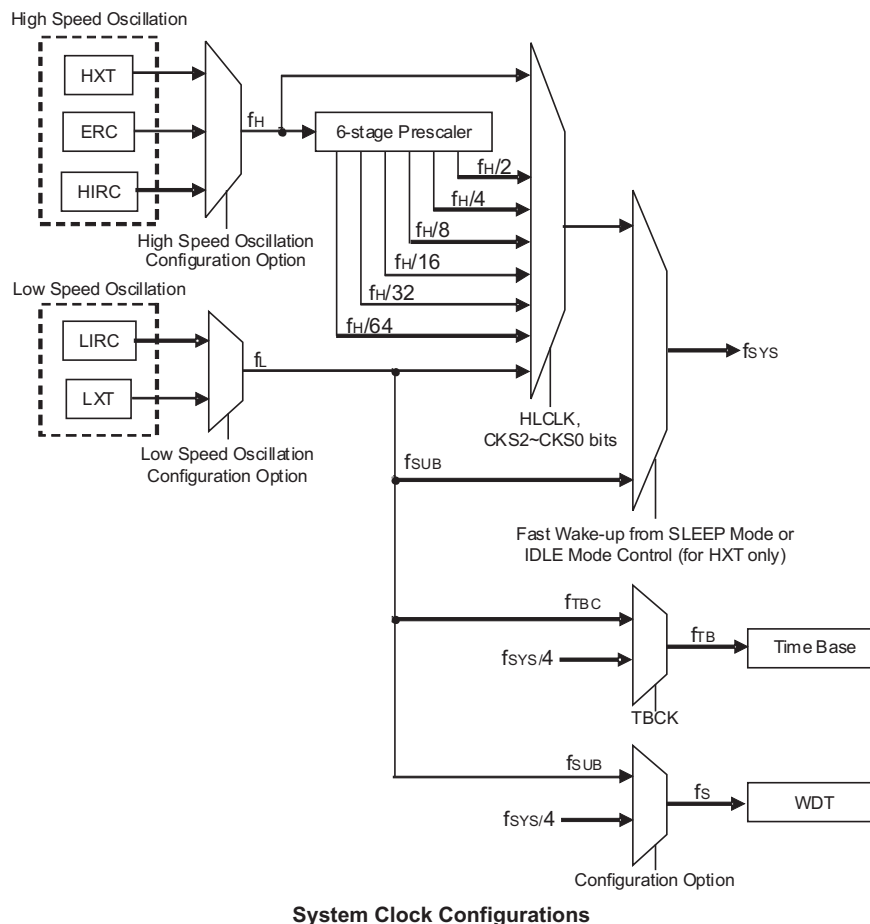 High Speed Oscillation
HXT
ERC
HIRC
fH
6-stage Prescaler
fH/2
fH/4
fH/8
fH/16
fH/32
fH/64
High Speed Oscillation
Configuration Option
Low Speed Oscillation
LIRC
LXT
fL
Low Speed Oscillation
Configuration Option
HLCLK,
CKS2~CKS0 bits
fSYS
fSUB
Fast Wake-up from SLEEP Mode or
IDLE Mode Control (for HXT only)
fTBC
fSYS/4
fTB
Time Base
TBCK
fSUB
fSYS/4
fS
WDT
Configuration Option
System Clock Configurations